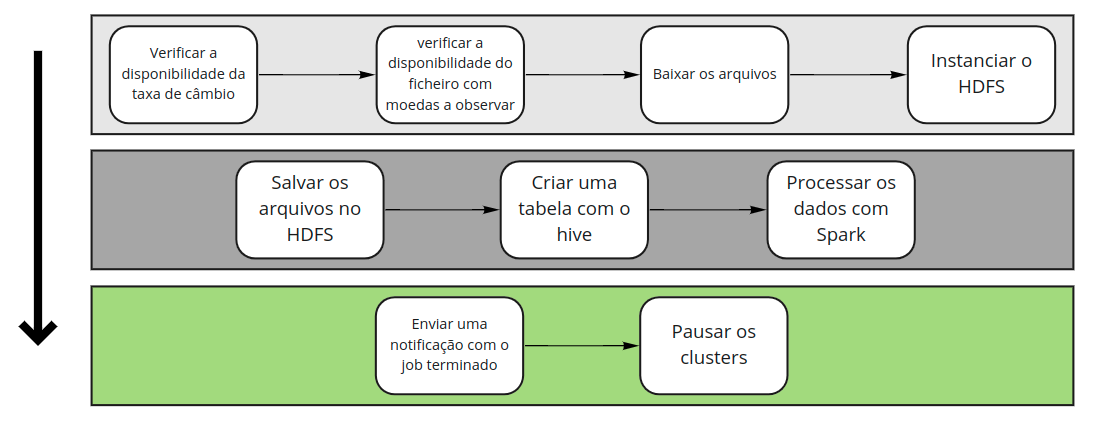 Verificar a
disponibilidade da
taxa de câmbio
verificar a
disponibilidade do
ficheiro com
moedas a observar
Baixar os arquivos
Instanciar o
HDFS
Salvar os
arquivos no
HDFS
Criar uma
tabela com o
hive
Processar os
dados com
Spark
Enviar uma
notificação com o
job terminado
Pausar os
clusters